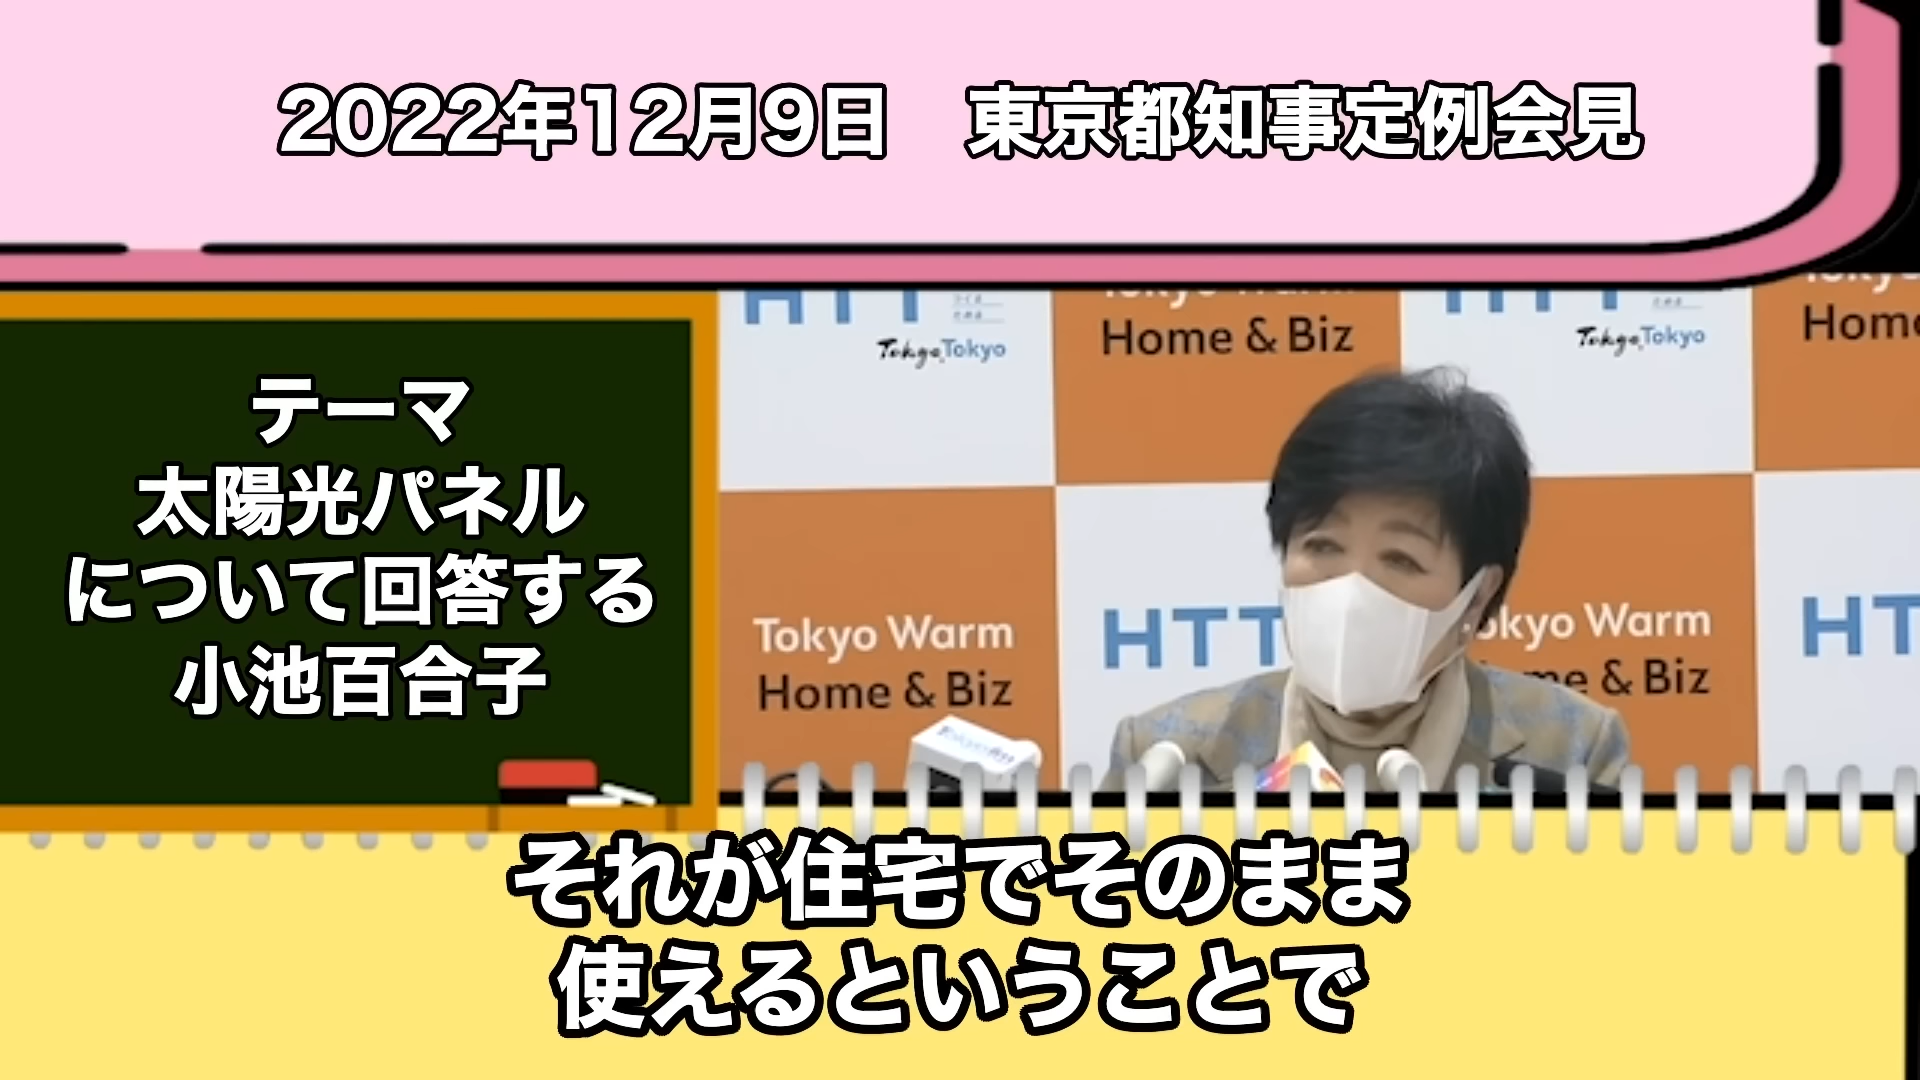 2022年12月9日　東京都知事定例会見
テーマ
太陽光パネル
について回答する
小池百合子
HTT
Tokyo Tokyo
Home & Biz
HTT
Tokyo Tokyo
Tokyo
Home
Tokyo Warm
Home & Biz
HTT
Tokyo Warm
Home & Biz
HT
それが住宅でそのまま
使えるということで